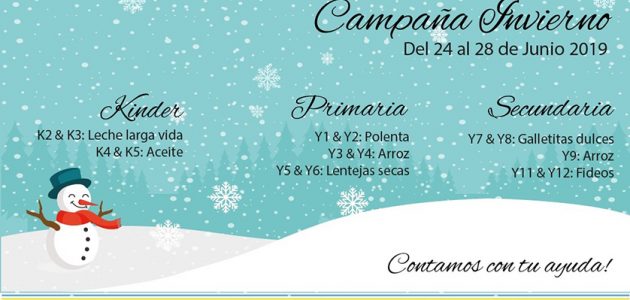 Campaña Invierno
Del 24 al 28 de Junio 2019
Kinder
K2 & K3: Leche larga vida
K4 & K5: Aceite
Primaria
Y1 & Y2: Polenta
Y3 & Y4: Arroz
Y5 & Y6: Lentejas secas
Secundaria
Y7 & Y8: Galletitas dulces
Y9: Arroz
Y11 & Y12: Fideos
Contamos con tu ayuda!